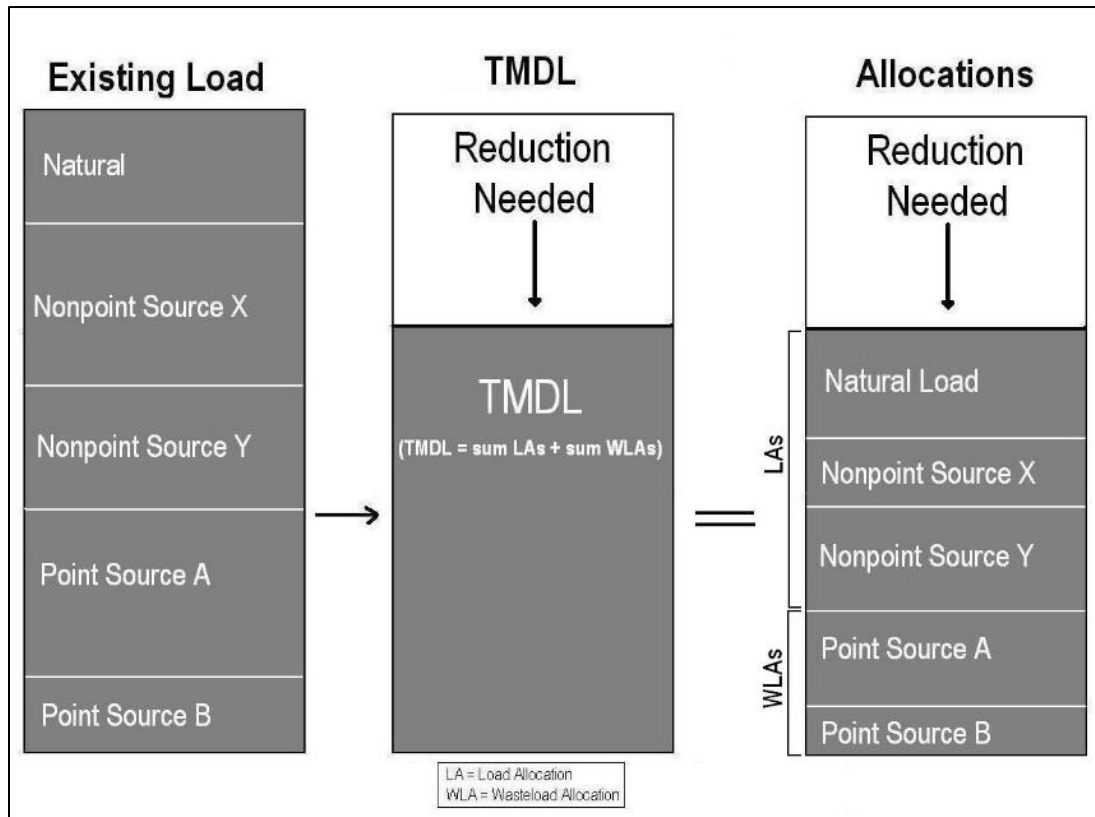 Existing Load
Natural
Nonpoint Source X
Nonpoint Source Y
Point Source A
Point Source B
TMDL
Reduction
Needed
TMDL
(TMDL = sum LAs + sum WLAs)
Allocations
Reduction
Needed
LAs
Natural Load
Nonpoint Source X
Nonpoint Source Y
WLAs
Point Source A
Point Source B
LA = Load Allocation
WLA = Wasteload Allocation